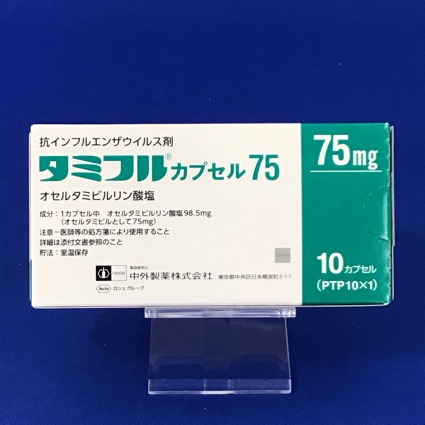 抗インフルエンザウイルス剤
タミフル®カプセル75
オセルタミビルリン酸塩
成分:1カプセル中 オセルタミビルリン酸塩98.5mg
(オセルタミビルとして75mg)
注意-医師等の処方箋により使用すること
詳細は添付文書参照のこと
貯法:室温保存
製造販売元
中外製薬株式会社 東京都中央区日本橋室町2-1-1
Roche ロシュ グループ
75mg
10カプセル
(PTP10×1)